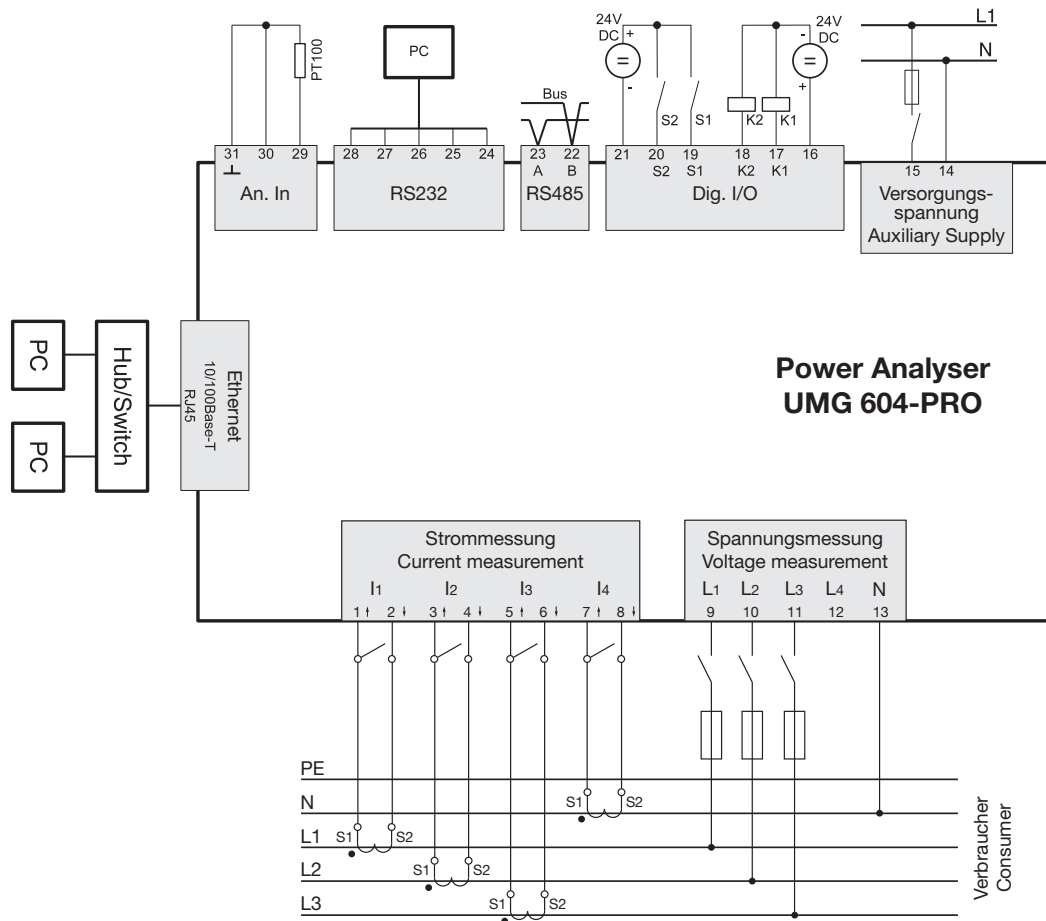 24V DC + -
24V DC - +
L1
N
PT100
PC
Bus
S2 S1
K2 K1
31 30 29
An. In
28 27 26 25 24
RS232
23 22
A B
RS485
21 20 19 18 17 16
S2 S1 K2 K1
Dig. I/O
15 14
Versorgungs-
spannung
Auxiliary Supply
PC
PC
Hub/Switch
Ethernet
10/100Base-T
RJ45
Power Analyser
UMG 604-PRO
Strommessung
Current measurement
I1 I2 I3 I4
1 2 3 4 5 6 7 8
Spannungsmessung
Voltage measurement
L1 L2 L3 L4 N
9 10 11 12 13
PE
N
S1 S2
L1
S1 S2
L2
S1 S2
L3
S1 S2
Verbraucher
Consumer